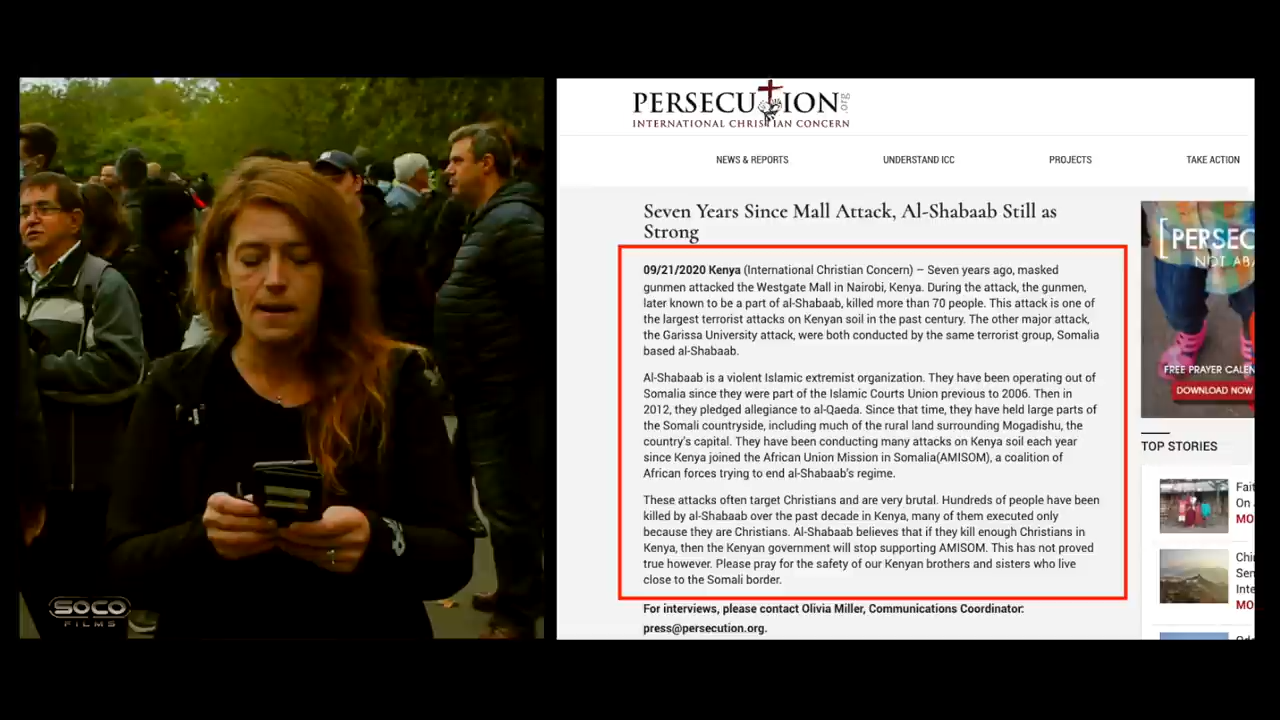 SOCO
FILMS
PERSECUTION.org
INTERNATIONAL CHRISTIAN CONCERN
NEWS & REPORTS UNDERSTAND ICC PROJECTS TAKE ACTION
Seven Years Since Mall Attack, Al-Shabaab Still as
Strong
09/21/2020 Kenya (International Christian Concern) – Seven years ago, masked
gunmen attacked the Westgate Mall in Nairobi, Kenya. During the attack, the gunmen,
later known to be a part of al-Shabaab, killed more than 70 people. This attack is one of
the largest terrorist attacks on Kenyan soil in the past century. The other major attack,
the Garissa University attack, were both conducted by the same terrorist group, Somalia
based al-Shabaab.
Al-Shabaab is a violent Islamic extremist organization. They have been operating out of
Somalia since they were part of the Islamic Courts Union previous to 2006. Then in
2012, they pledged allegiance to al-Qaeda. Since that time, they have held large parts of
the Somali countryside, including much of the rural land surrounding Mogadishu, the
country's capital. They have been conducting many attacks on Kenya soil each year
since Kenya joined the African Union Mission in Somalia(AMISOM), a coalition of
African forces trying to end al-Shabaab's regime.
These attacks often target Christians and are very brutal. Hundreds of people have been
killed by al-Shabaab over the past decade in Kenya, many of them executed only
because they are Christians. Al-Shabaab believes that if they kill enough Christians in
Kenya, then the Kenyan government will stop supporting AMISOM. This has not proved
true however. Please pray for the safety of our Kenyan brothers and sisters who live
close to the Somali border.
For interviews, please contact Olivia Miller, Communications Coordinator:
press@persecution.org.
[PERSEC
NOT ABA
FREE PRAYER CALEN
DOWNLOAD NOW
TOP STORIES
Fait
On
MO
Chi
Sen
Inte
MO